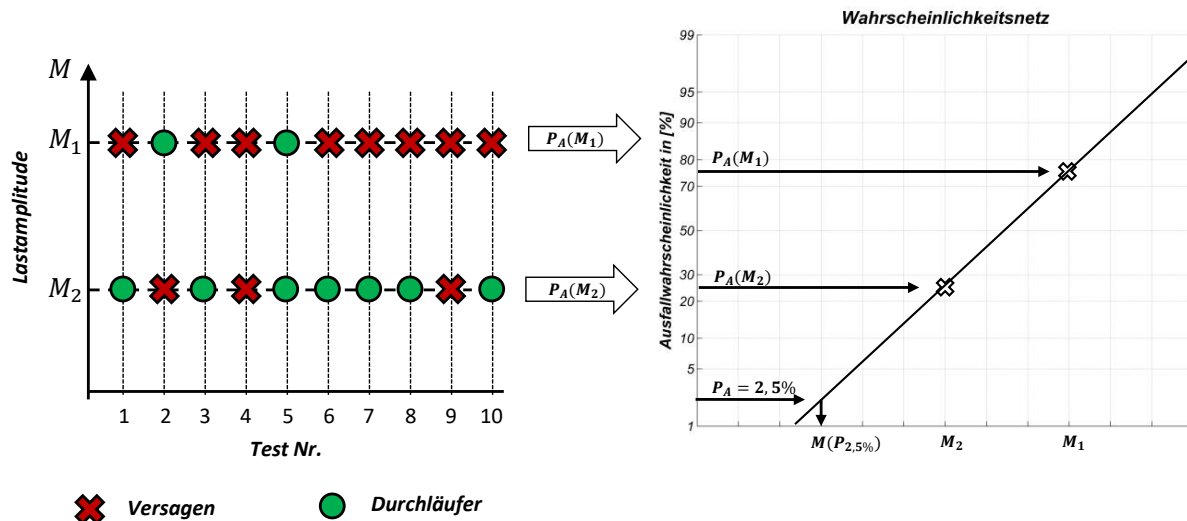 M
M₁
M₂
Lastamplitude
1 2 3 4 5 6 7 8 9 10
Test Nr.
Versagen
Durchläufer
P_A(M₁)
P_A(M₂)
Wahrscheinlichkeitsnetz
Ausfallwahrscheinlichkeit in [%]
99
95
90
80
70
50
30
20
10
5
1
P_A(M₁)
P_A(M₂)
P_A = 2,5%
M(P₂,₅%)
M₂
M₁